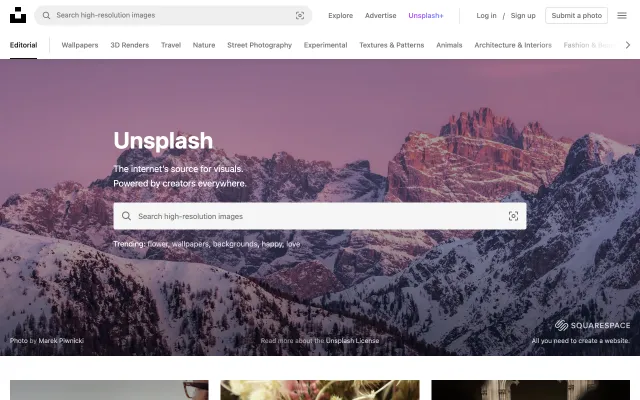 Search high-resolution images
Explore
Advertise
Unsplash+
Log in / Sign up
Submit a photo
Editorial
Wallpapers
3D Renders
Travel
Nature
Street Photography
Experimental
Textures & Patterns
Animals
Architecture & Interiors
Fashion &
Unsplash
The internet's source for visuals.
Powered by creators everywhere.
Search high-resolution images
Trending: flower, wallpapers, backgrounds, happy, love
SQUARESPACE
Photo by Marek Piwnicki
Read more about the Unsplash License
All you need to create a website.